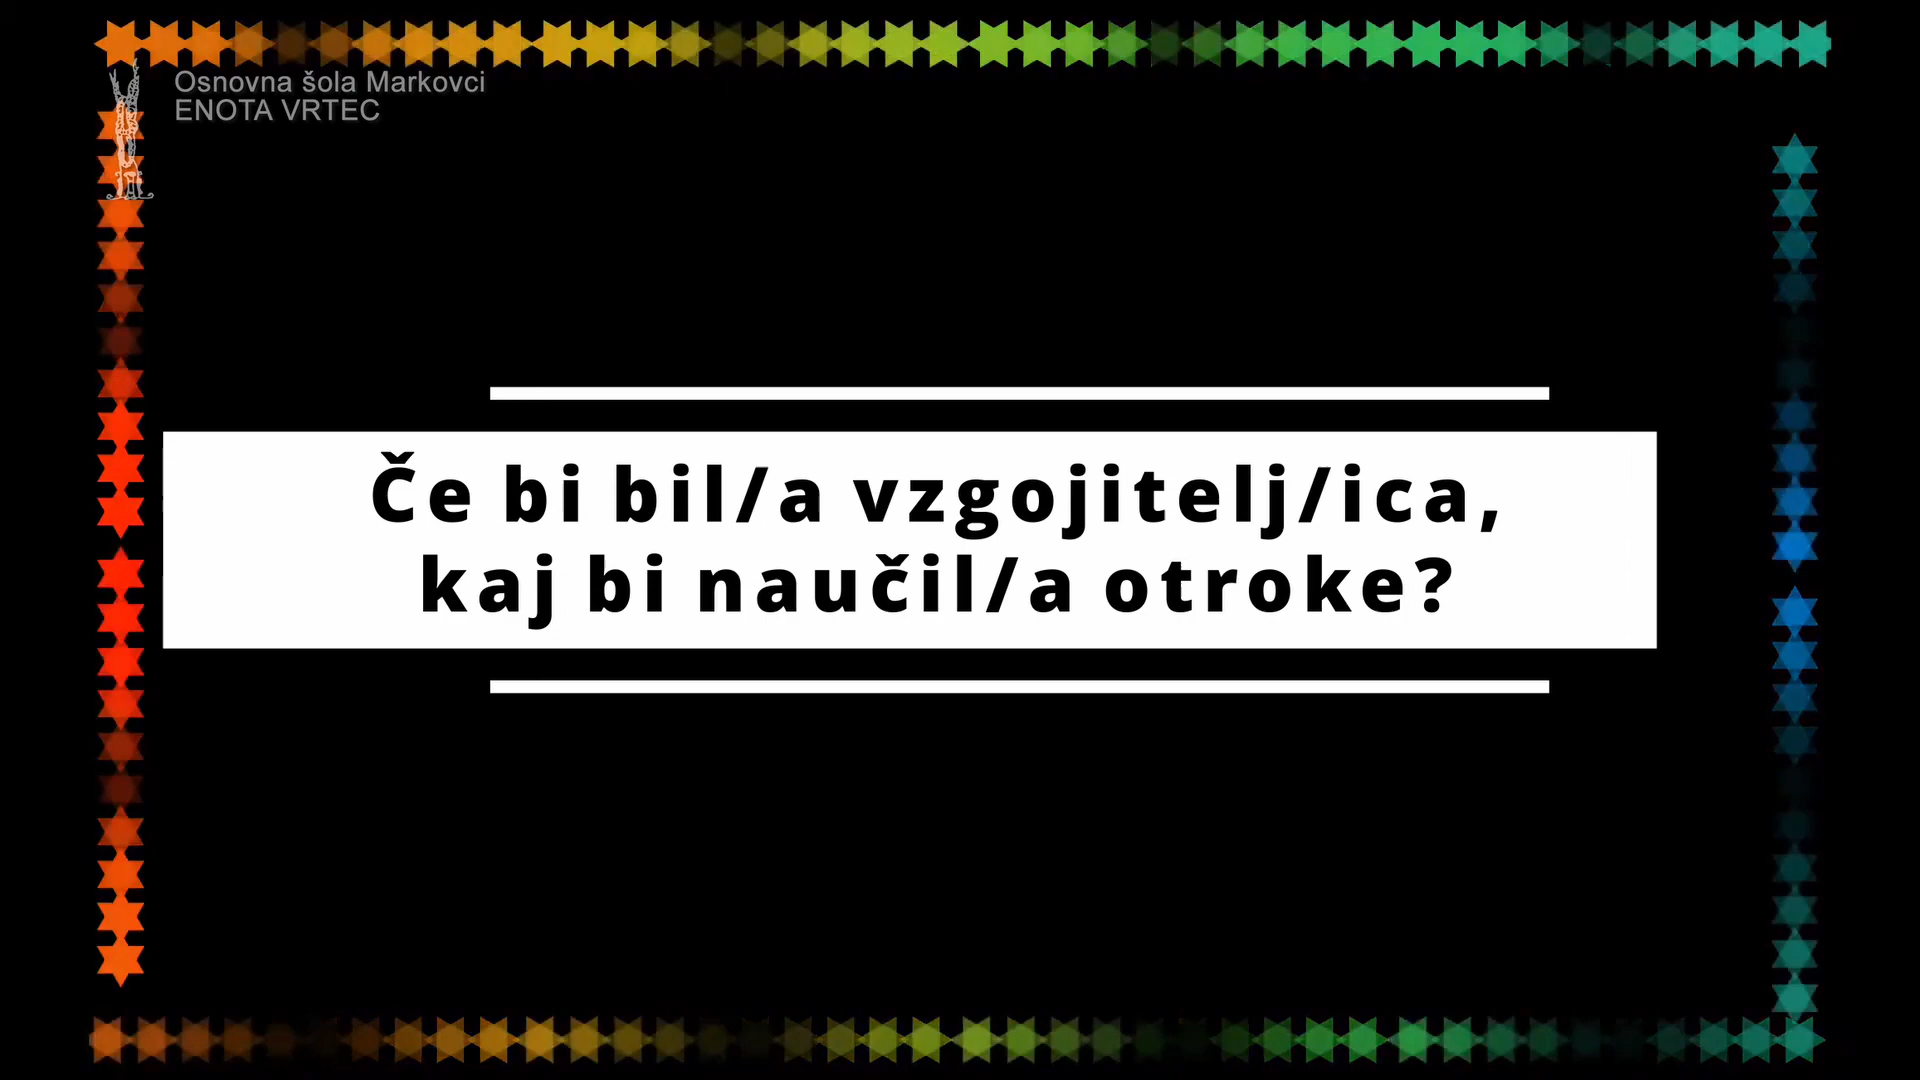 Osnovna šola Markovci
ENOTA VRTEC
Če bi bil/a vzgojitelj/ica,
kaj bi naučil/a otroke?